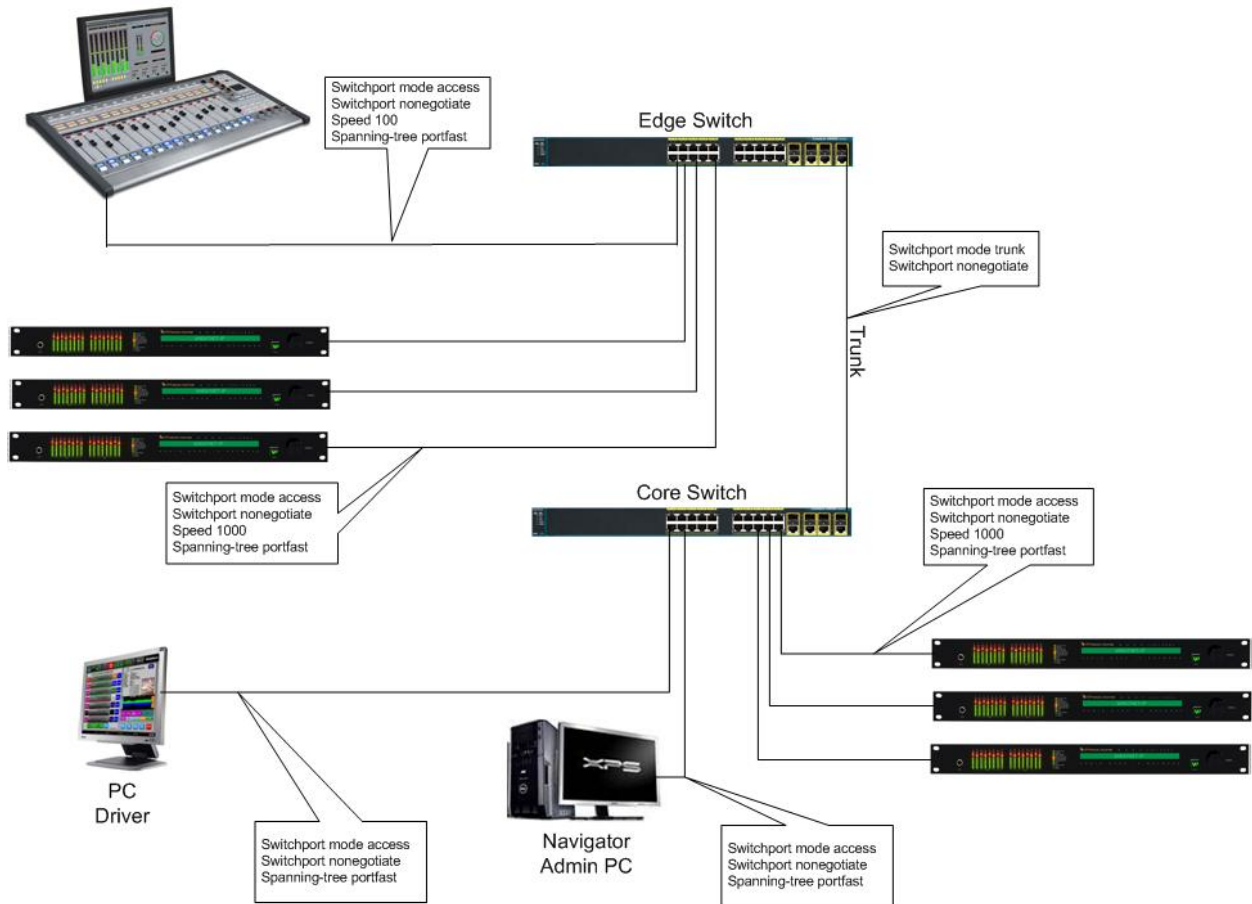 Switchport mode access
Switchport nonegotiate
Speed 100
Spanning-tree portfast
Edge Switch
Switchport mode trunk
Switchport nonegotiate
Trunk
Switchport mode access
Switchport nonegotiate
Speed 1000
Spanning-tree portfast
Core Switch
Switchport mode access
Switchport nonegotiate
Speed 1000
Spanning-tree portfast
PC
Driver
XPS
Navigator
Admin PC
Switchport mode access
Switchport nonegotiate
Spanning-tree portfast
Switchport mode access
Switchport nonegotiate
Spanning-tree portfast